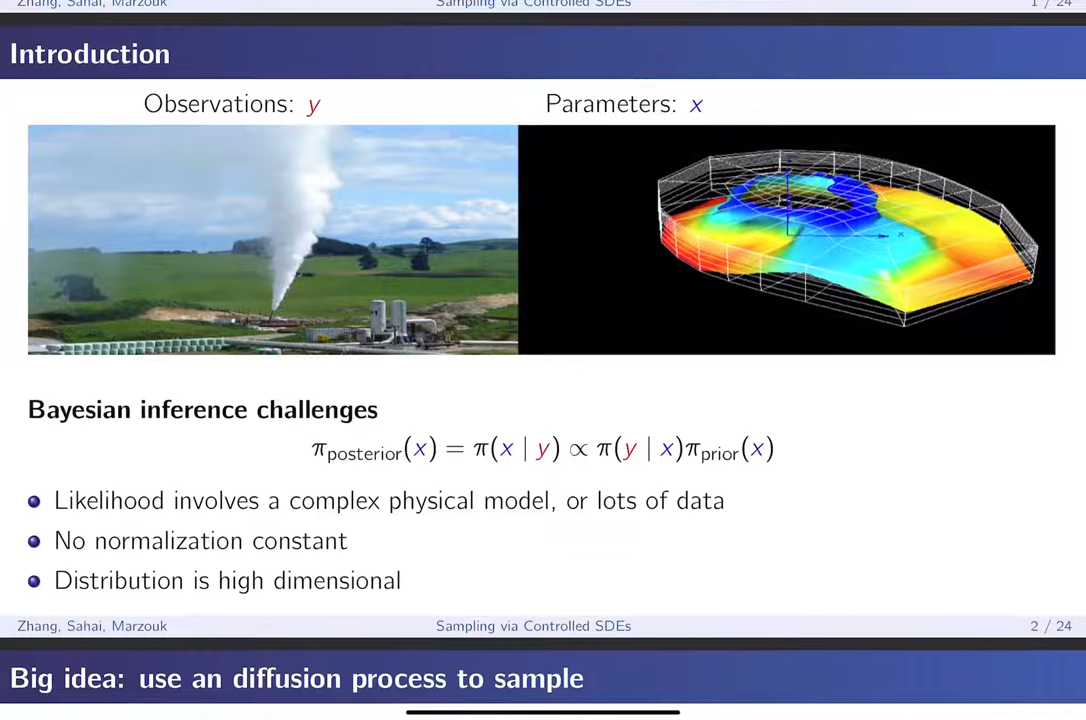 Zhang, Sahai, Marzouk Sampling via Controlled SDEs 1 / 24
Introduction
Observations: y Parameters: x
x
Bayesian inference challenges
π_posterior(x) = π(x | y) ∝ π(y | x)π_prior(x)
Likelihood involves a complex physical model, or lots of data
No normalization constant
Distribution is high dimensional
Zhang, Sahai, Marzouk Sampling via Controlled SDEs 2 / 24
Big idea: use an diffusion process to sample